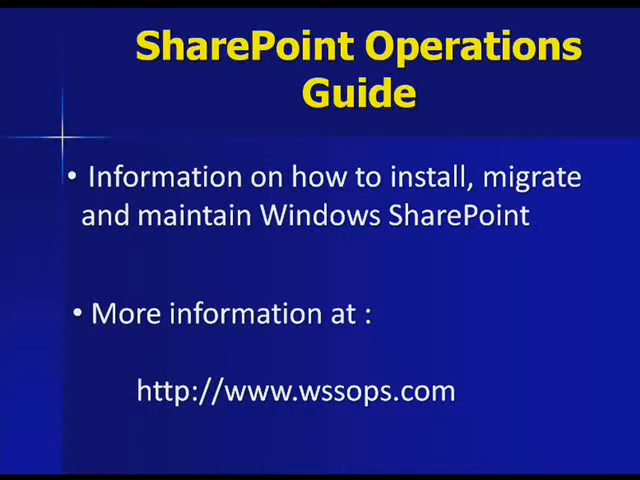 SharePoint Operations
Guide
• Information on how to install, migrate
and maintain Windows SharePoint
• More information at :
http://www.wssops.com